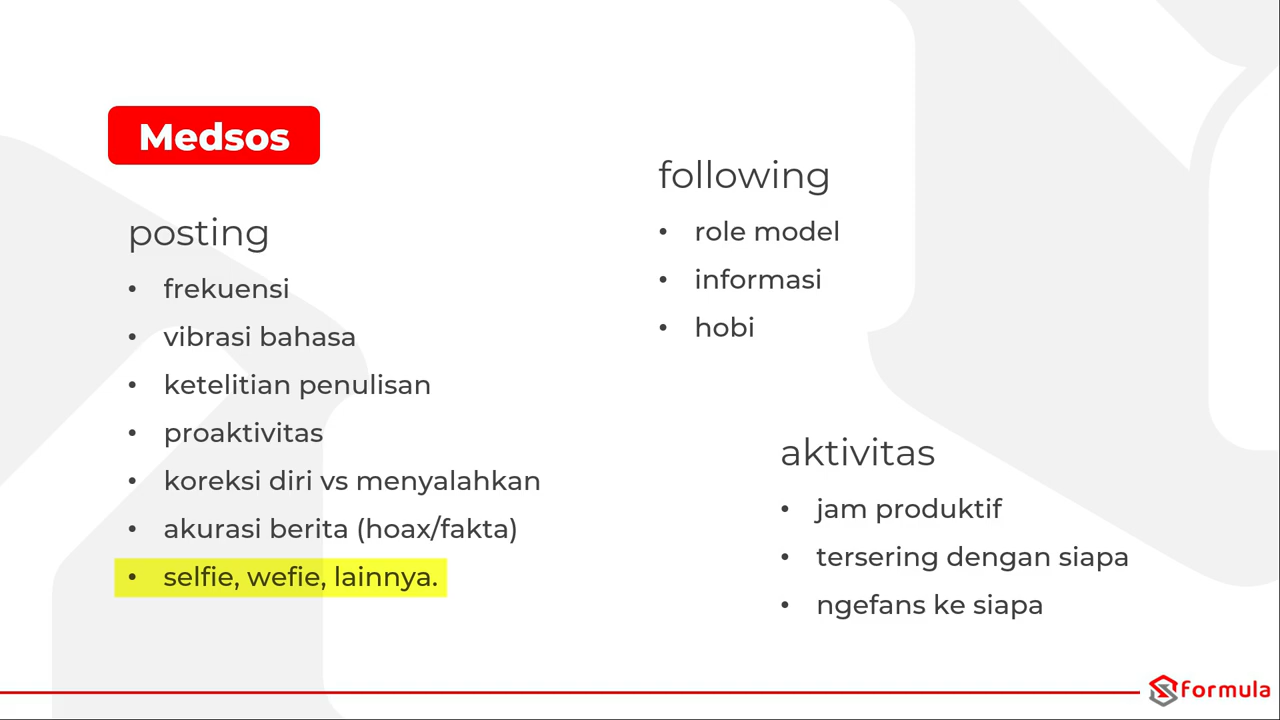 Medsos
posting
• frekuensi
• vibrasi bahasa
• ketelitian penulisan
• proaktivitas
• koreksi diri vs menyalahkan
• akurasi berita (hoax/fakta)
• selfie, wefie, lainnya.
following
• role model
• informasi
• hobi
aktivitas
• jam produktif
• tersering dengan siapa
• ngefans ke siapa
formula